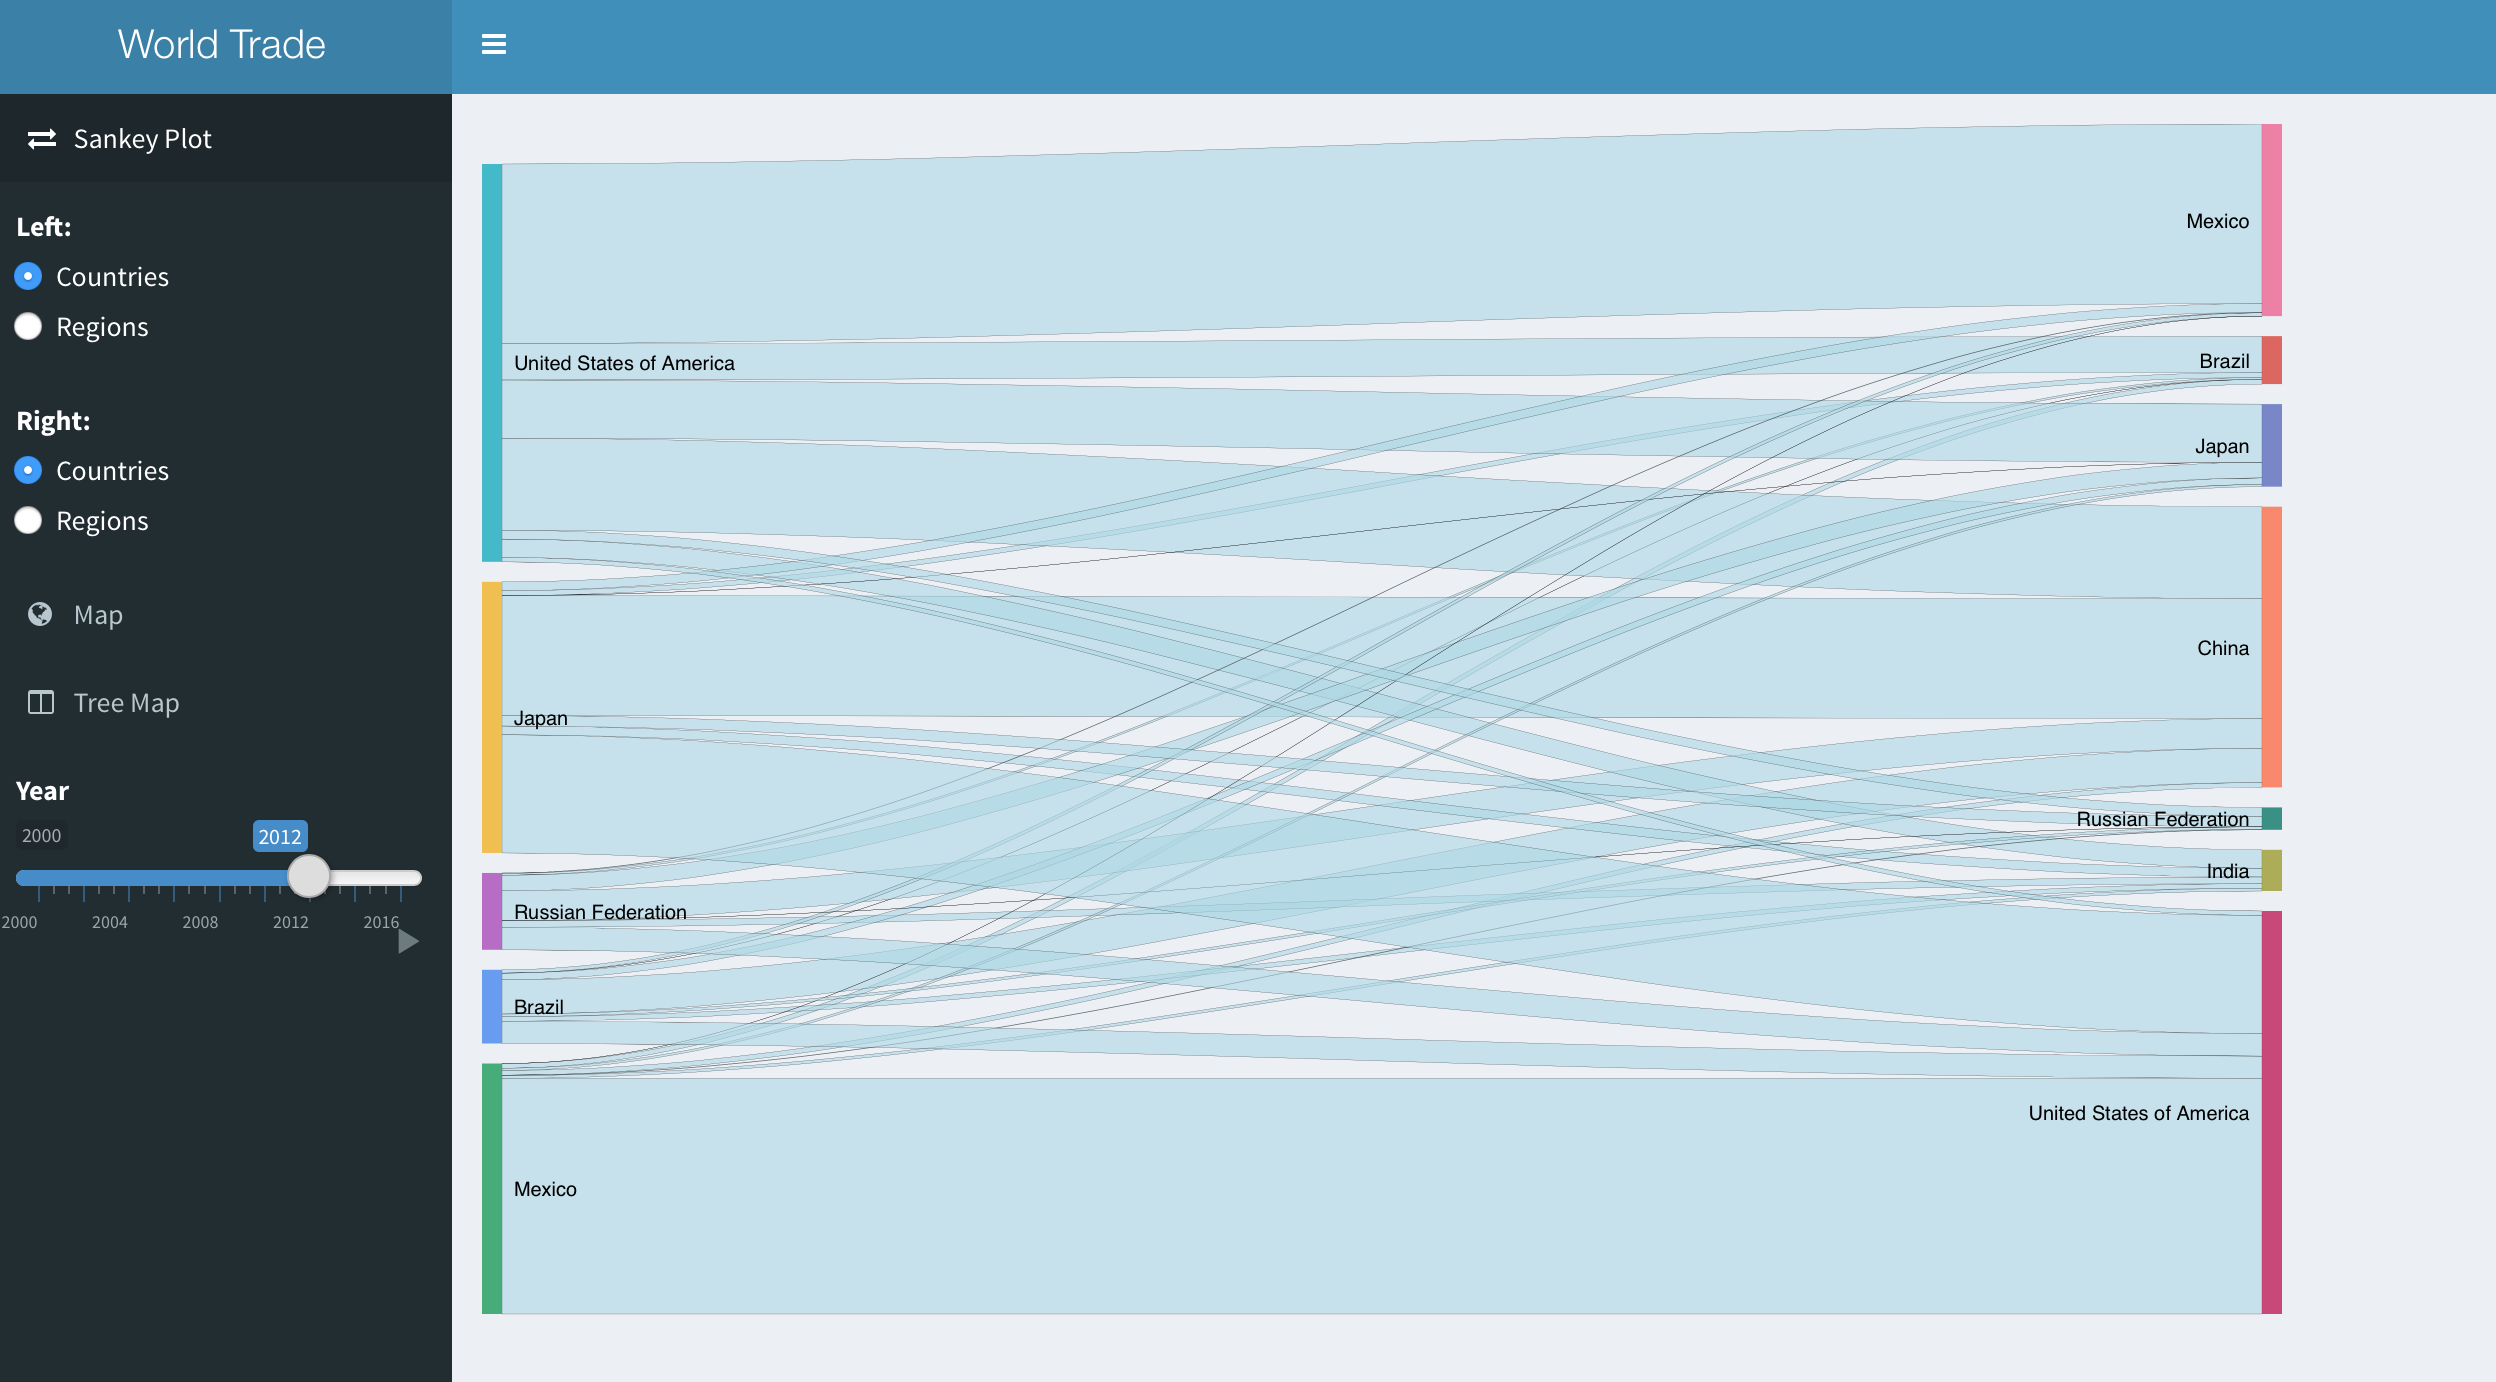 World Trade
Sankey Plot
Left:
Countries
Regions
Right:
Countries
Regions
Map
Tree Map
Year
2000
2012
2000 2004 2008 2012 2016
United States of America
Japan
Russian Federation
Brazil
Mexico
Mexico
Brazil
Japan
China
Russian Federation
India
United States of America